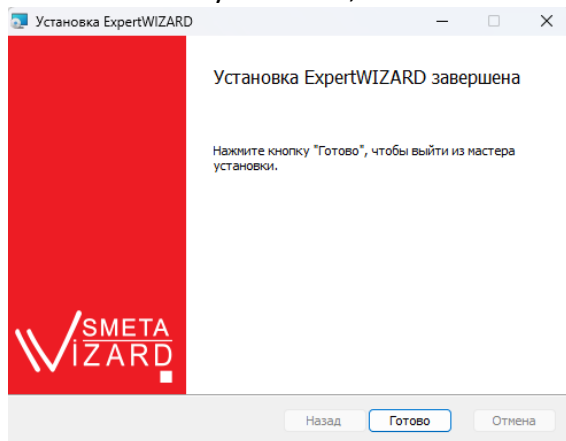 Установка ExpertWIZARD
Установка ExpertWIZARD завершена
Нажмите кнопку "Готово", чтобы выйти из мастера
установки.
SMETA
WIZARD
Назад Готово Отмена